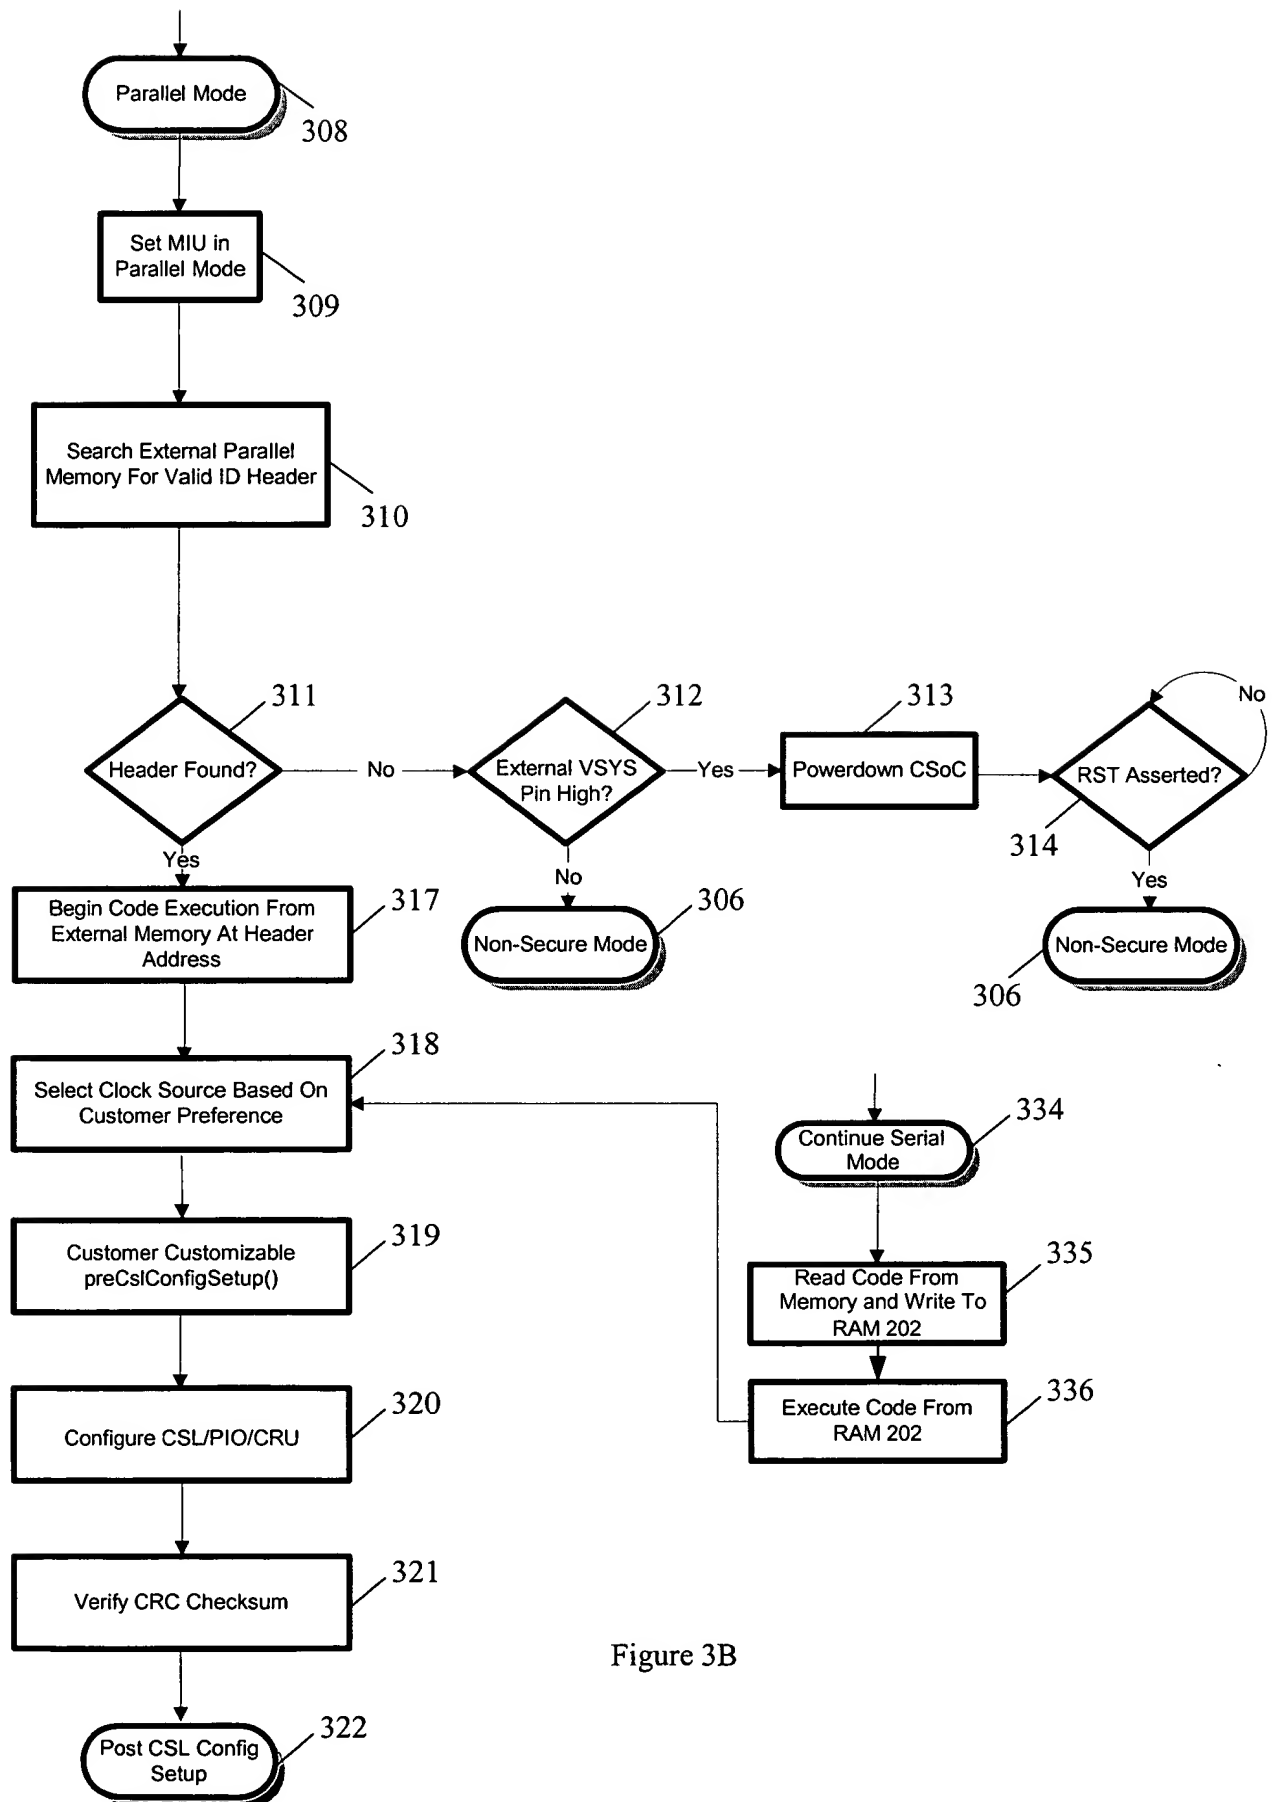 Parallel Mode
308
Set MIU in
Parallel Mode
309
Search External Parallel
Memory For Valid ID Header
310
311
Header Found?
No
312
External VSYS
Pin High?
Yes
313
Powerdown CSoC
No
RST Asserted?
314
Yes
No
Yes
Begin Code Execution From
External Memory At Header
Address
317
Non-Secure Mode
306
Non-Secure Mode
306
318
Select Clock Source Based On
Customer Preference
334
Continue Serial
Mode
319
Customer Customizable
preCslConfigSetup()
335
Read Code From
Memory and Write To
RAM 202
320
Configure CSL/PIO/CRU
336
Execute Code From
RAM 202
321
Verify CRC Checksum
Figure 3B
322
Post CSL Config
Setup